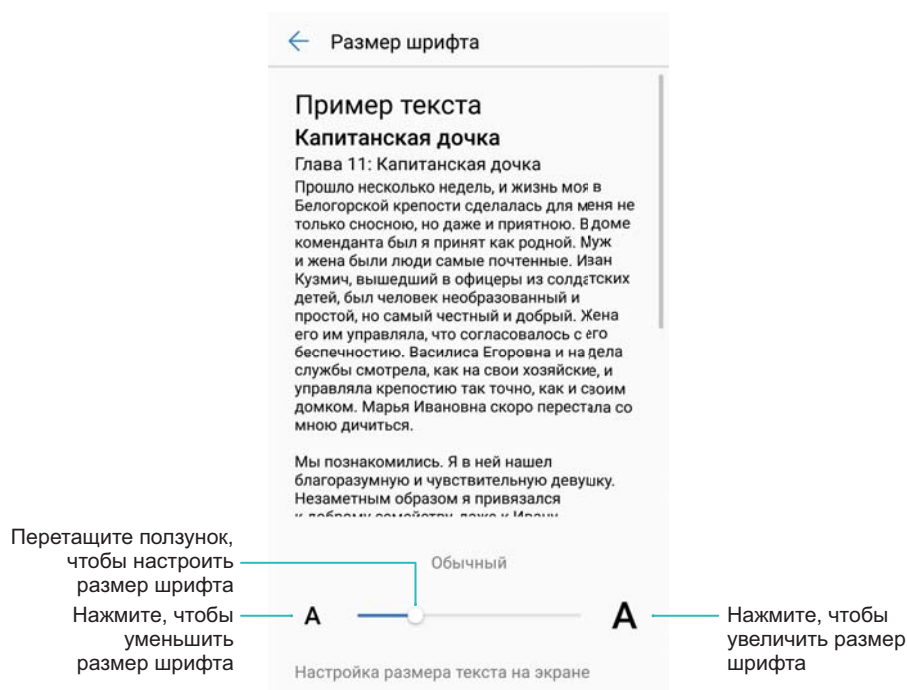 Размер шрифта
Пример текста
Капитанская дочка
Глава 11: Капитанская дочка
Прошло несколько недель, и жизнь моя в
Белогорской крепости сделалась для меня не
только сносною, но даже и приятною. В доме
коменданта был я принят как родной. Муж
и жена были люди самые почтенные. Иван
Кузмич, вышедший в офицеры из солдатских
детей, был человек необразованный и
простой, но самый честный и добрый. Жена
его им управляла, что согласовалось с его
беспечностию. Василиса Егоровна и на дела
службы смотрела, как на свои хозяйские, и
управляла крепостию так точно, как и своим
домком. Марья Ивановна скоро перестала со
мною дичиться.
Мы познакомились. Я в ней нашел
благоразумную и чувствительную девушку.
Незаметным образом я привязался
к доброму семейству, даже к Ивану
Перетащите ползунок,
чтобы настроить
размер шрифта
Обычный
Нажмите, чтобы
уменьшить
размер шрифта
A
A
Нажмите, чтобы
увеличить размер
шрифта
Настройка размера текста на экране